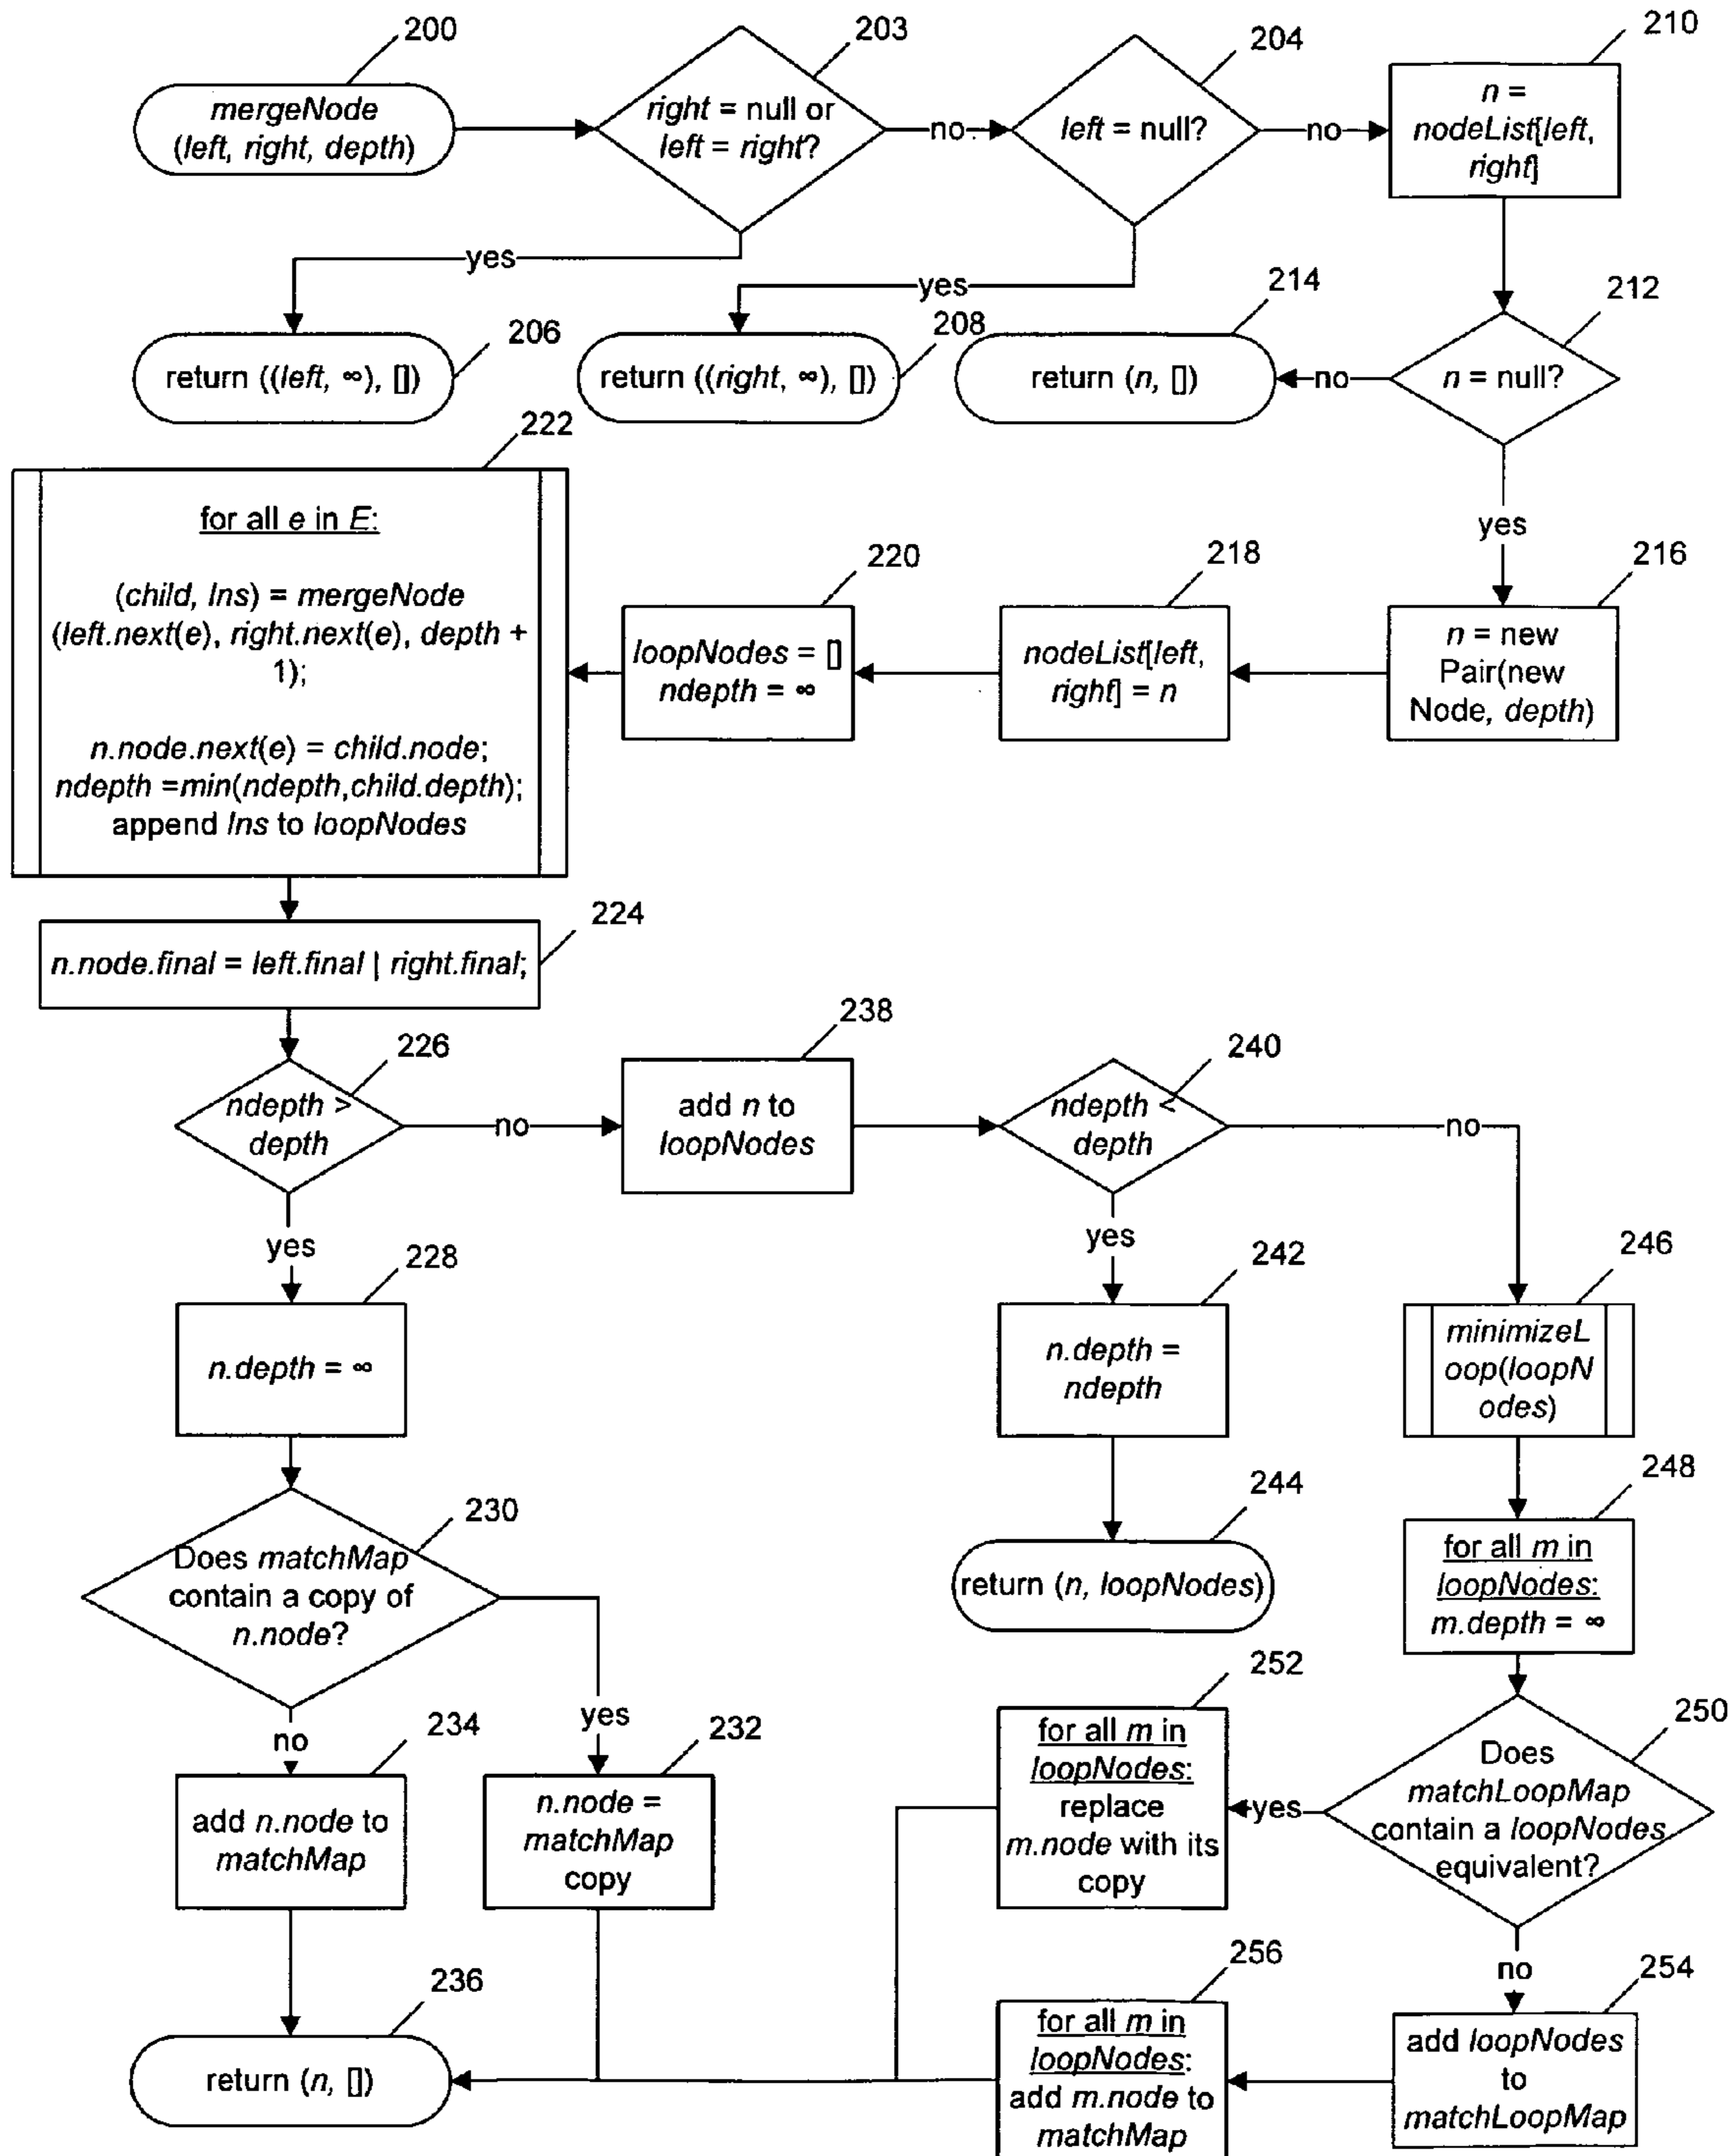 200
mergeNode
(left, right, depth)
203
right = null or
left = right?
no
204
left = null?
no
210
n =
nodeList[left,
right]
yes
yes
206
return ((left, ∞), [])
208
return ((right, ∞), [])
214
return (n, [])
no
212
n = null?
yes
222
for all e in E:
(child, lns) = mergeNode
(left.next(e), right.next(e), depth +
1);
n.node.next(e) = child.node;
ndepth =min(ndepth,child.depth);
append lns to loopNodes
220
loopNodes = []
ndepth = ∞
218
nodeList[left,
right] = n
216
n = new
Pair(new
Node, depth)
224
n.node.final = left.final | right.final;
226
ndepth >
depth
no
238
add n to
loopNodes
240
ndepth <
depth
no
yes
228
n.depth = ∞
yes
242
n.depth =
ndepth
246
minimizeL
oop(loopN
odes)
230
Does matchMap
contain a copy of
n.node?
244
return (n, loopNodes)
248
for all m in
loopNodes:
m.depth = ∞
no
234
add n.node to
matchMap
yes
232
n.node =
matchMap
copy
252
for all m in
loopNodes:
replace
m.node with its
copy
yes
250
Does
matchLoopMap
contain a loopNodes
equivalent?
no
236
return (n, [])
256
for all m in
loopNodes:
add m.node to
matchMap
254
add loopNodes
to
matchLoopMap